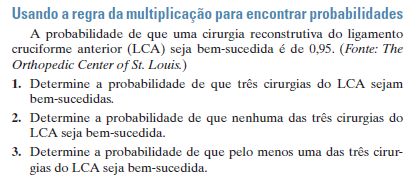 Usando a regra da multiplicação para encontrar probabilidades
A probabilidade de que uma cirurgia reconstrutiva do ligamento
cruciforme anterior (LCA) seja bem-sucedida é de 0,95. (Fonte: The
Orthopedic Center of St. Louis.)
1. Determine a probabilidade de que três cirurgias do LCA sejam
bem-sucedidas.
2. Determine a probabilidade de que nenhuma das três cirurgias do
LCA seja bem-sucedida.
3. Determine a probabilidade de que pelo menos uma das três cirur-
gias do LCA seja bem-sucedida.